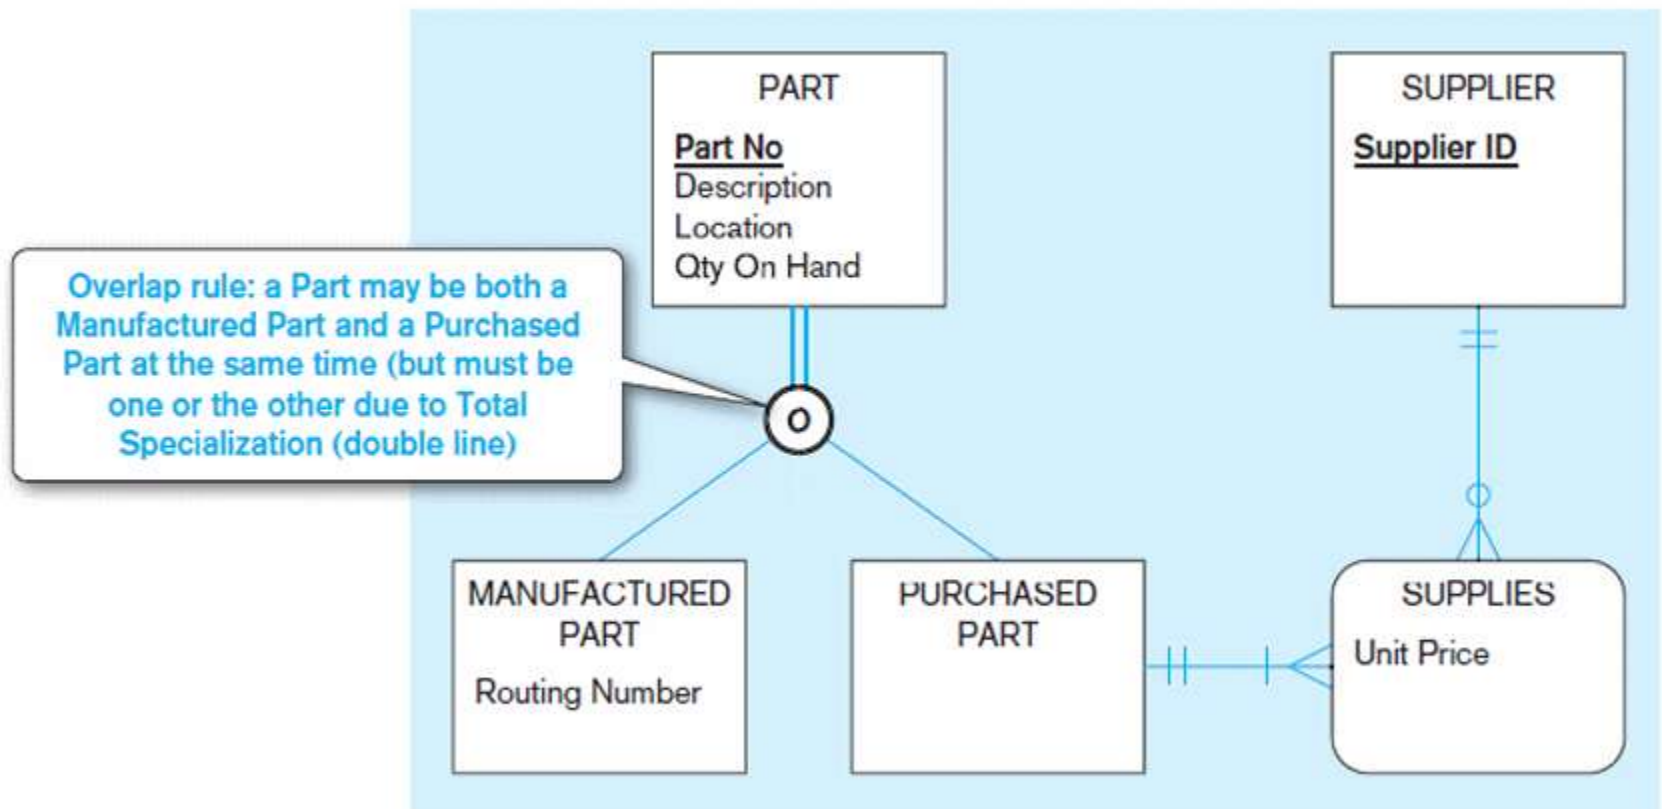 PART
Part No
Description
Location
Qty On Hand
SUPPLIER
Supplier ID
Overlap rule: a Part may be both a
Manufactured Part and a Purchased
Part at the same time (but must be
one or the other due to Total
Specialization (double line)
O
MANUFACTURED
PART
Routing Number
PURCHASED
PART
SUPPLIES
Unit Price